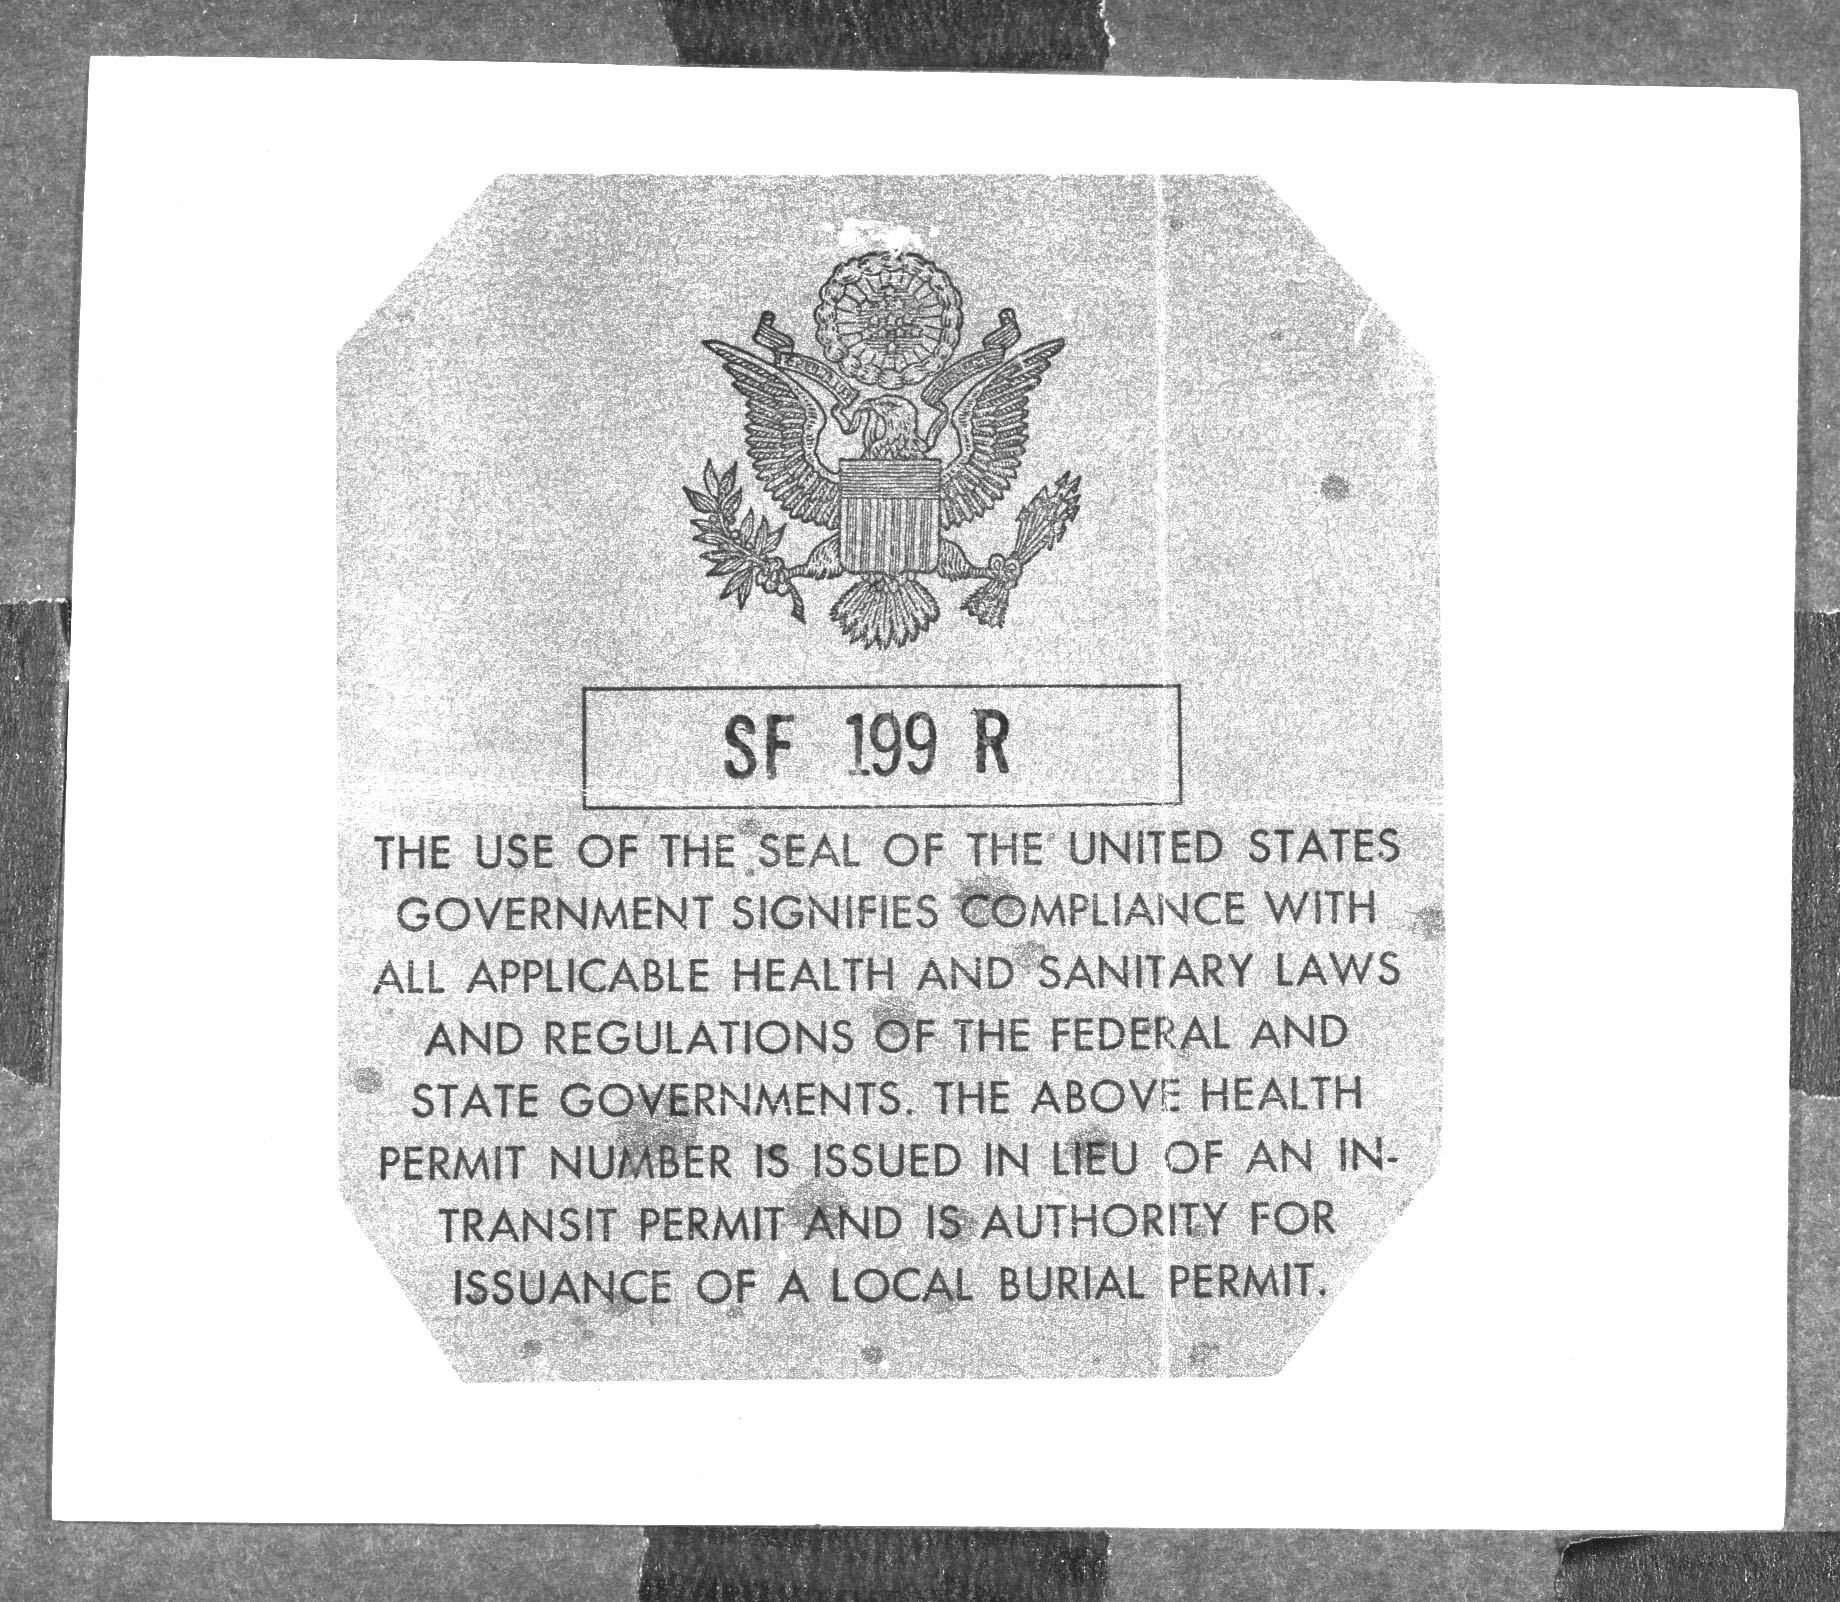 SF 199 R
THE USE OF THE SEAL OF THE UNITED STATES
GOVERNMENT SIGNIFIES COMPLIANCE WITH
ALL APPLICABLE HEALTH AND SANITARY LAWS
AND REGULATIONS OF THE FEDERAL AND
STATE GOVERNMENTS. THE ABOVE HEALTH
PERMIT NUMBER IS ISSUED IN LIEU OF AN IN-
TRANSIT PERMIT AND IS AUTHORITY FOR
ISSUANCE OF A LOCAL BURIAL PERMIT.